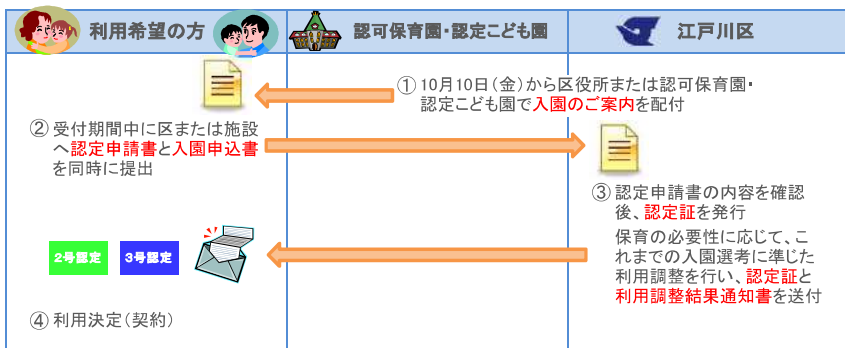 利用希望の方
認可保育園・認定こども園
江戸川区
① 10月10日(金)から区役所または認可保育園・
認定こども園で入園のご案内を配付
② 受付期間中に区または施設
へ認定申請書と入園申込書
を同時に提出
③ 認定申請書の内容を確認
後、認定証を発行
保育の必要性に応じて、こ
れまでの入園選考に準じた
利用調整を行い、認定証と
利用調整結果通知書を送付
2号認定
3号認定
④ 利用決定(契約)